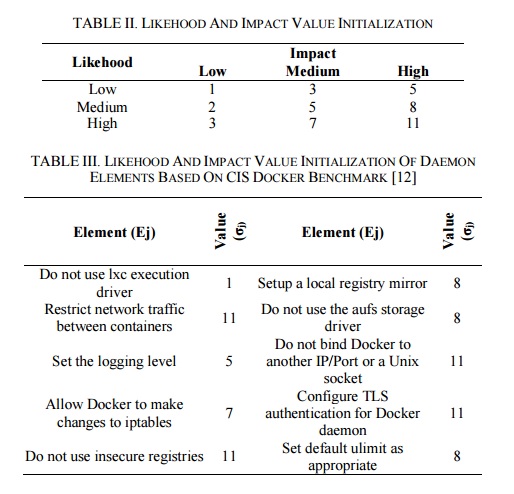 TABLE II. LIKEHOOD AND IMPACT VALUE INITIALIZATION
Likehood Impact
Low Medium High
Low 1 3 5
Medium 2 5 8
High 3 7 11
TABLE III. LIKEHOOD AND IMPACT VALUE INITIALIZATION OF DAEMON
ELEMENTS BASED ON CIS DOCKER BENCHMARK [12]
Element (Ej) Value (σj) Element (Ej) Value (σj)
Do not use lxc execution
driver 1 Setup a local registry mirror 8
Restrict network traffic
between containers 11 Do not use the aufs storage
driver 8
Set the logging level 5 Do not bind Docker to
another IP/Port or a Unix
socket 11
Allow Docker to make
changes to iptables 7 Configure TLS
authentication for Docker
daemon 11
Do not use insecure registries 11 Set default ulimit as
appropriate 8